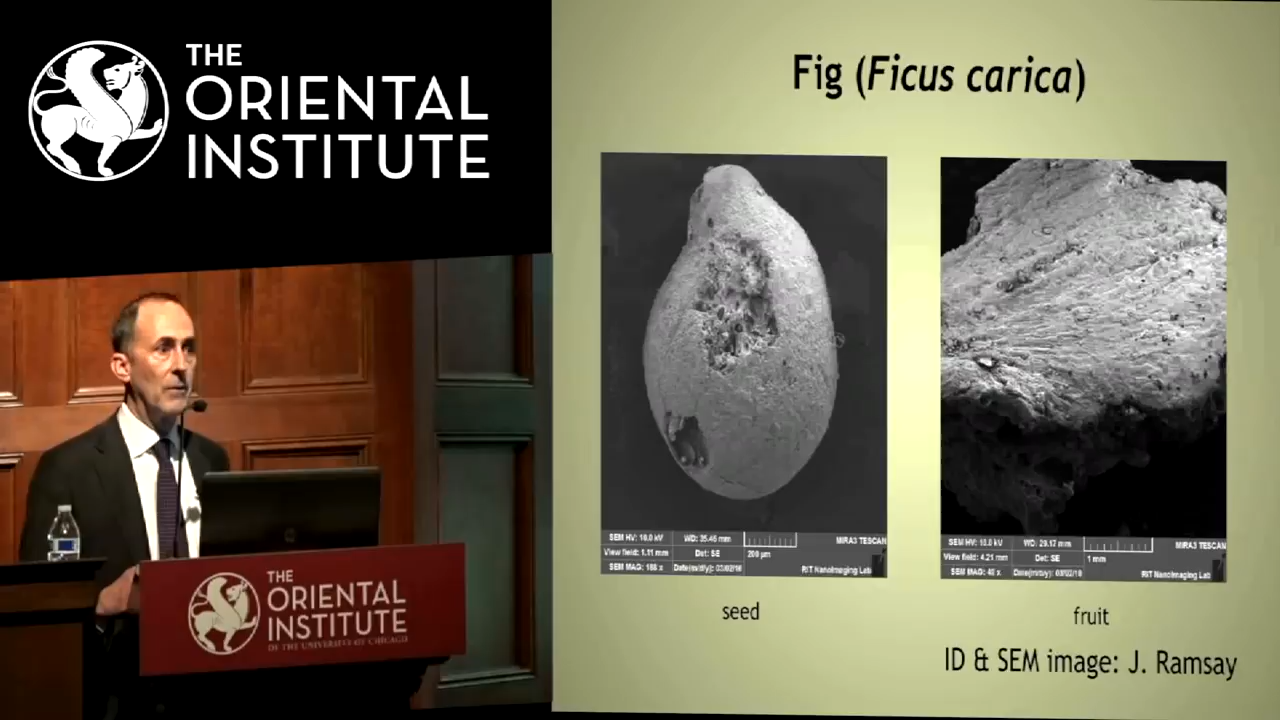 THE
ORIENTAL
INSTITUTE
Fig (Ficus carica)
SEM HV: 10.0 kV
WD: 35.45 mm
MIRA3 TESCAN
View field: 1.11 mm
Det: SE
200 µm
SEM MAG: 188 x
Date(m/d/y): 03/02/18
RIT NanoImaging Lab
SEM HV: 10.0 kV
WD: 29.17 mm
MIRA3 TESCAN
View field: 4.21 mm
Det: SE
1 mm
SEM MAG: 49 x
Date(m/d/y): 03/02/18
RIT NanoImaging Lab
seed
fruit
ID & SEM image: J. Ramsay
THE
ORIENTAL
INSTITUTE
OF THE UNIVERSITY OF CHICAGO